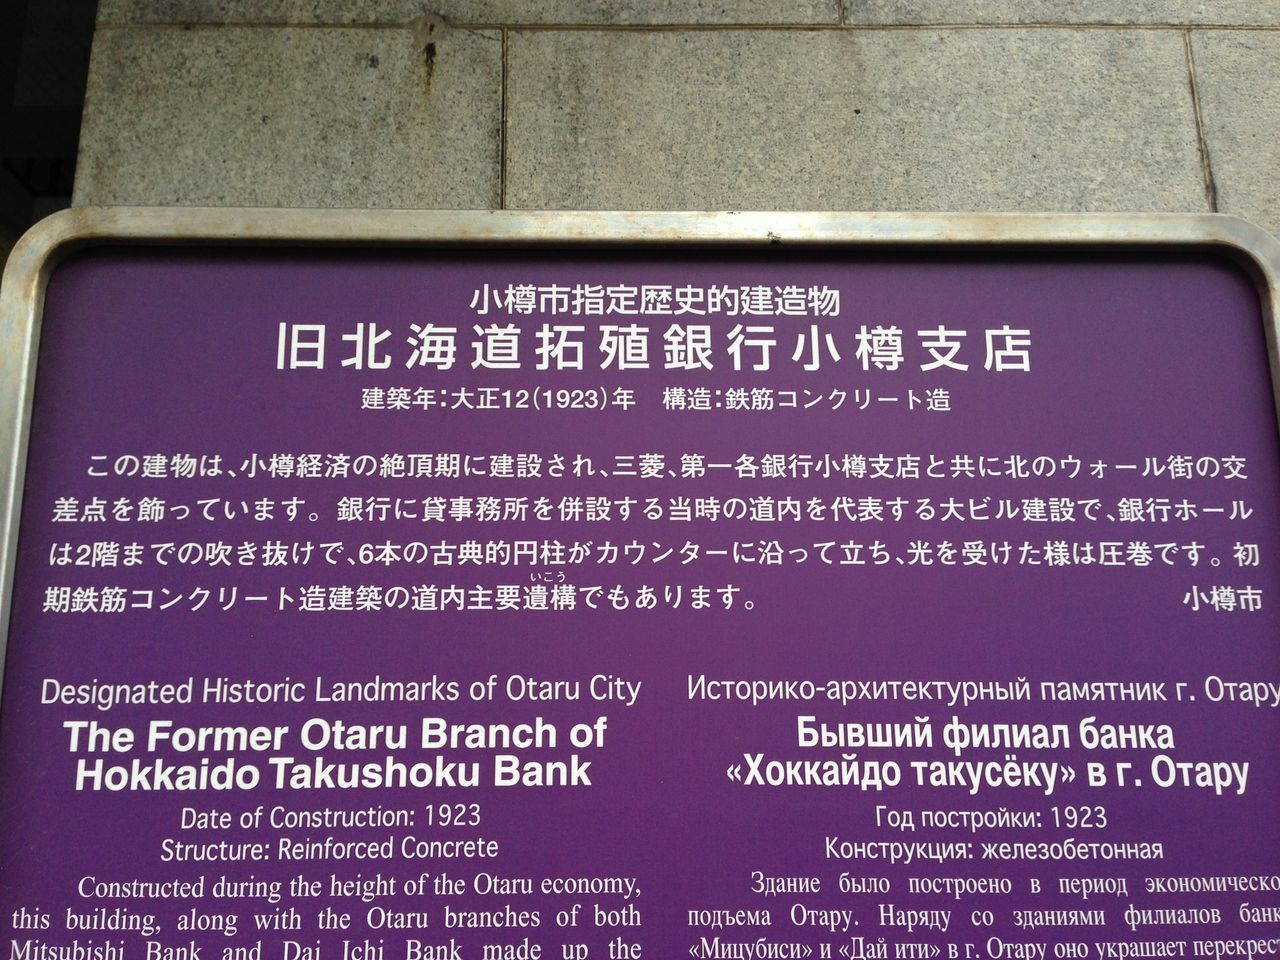 小樽市指定歴史的建造物
旧北海道拓殖銀行小樽支店
建築年：大正12（1923）年　構造：鉄筋コンクリート造
この建物は、小樽経済の絶頂期に建設され、三菱、第一各銀行小樽支店と共に北のウォール街の交
差点を飾っています。銀行に貸事務所を併設する当時の道内を代表する大ビル建設で、銀行ホール
は2階までの吹き抜けで、6本の古典的円柱がカウンターに沿って立ち、光を受けた様は圧巻です。初
いこう
期鉄筋コンクリート造建築の道内主要遺構でもあります。
小樽市
Designated Historic Landmarks of Otaru City
The Former Otaru Branch of
Hokkaido Takushoku Bank
Date of Construction: 1923
Structure: Reinforced Concrete
Constructed during the height of the Otaru economy,
this building, along with the Otaru branches of both
Mitsubishi Bank and Dai Ichi Bank made up the
Историко-архитектурный памятник г. Отару
Бывший филиал банка
«Хоккайдо такусёку» в г. Отару
Год постройки: 1923
Конструкция: железобетонная
Здание было построено в период экономическо
подъема Отару. Наряду со зданиями филиалов банк
«Мицубиси» и «Дай ити» в г. Отару оно украшает перекрест